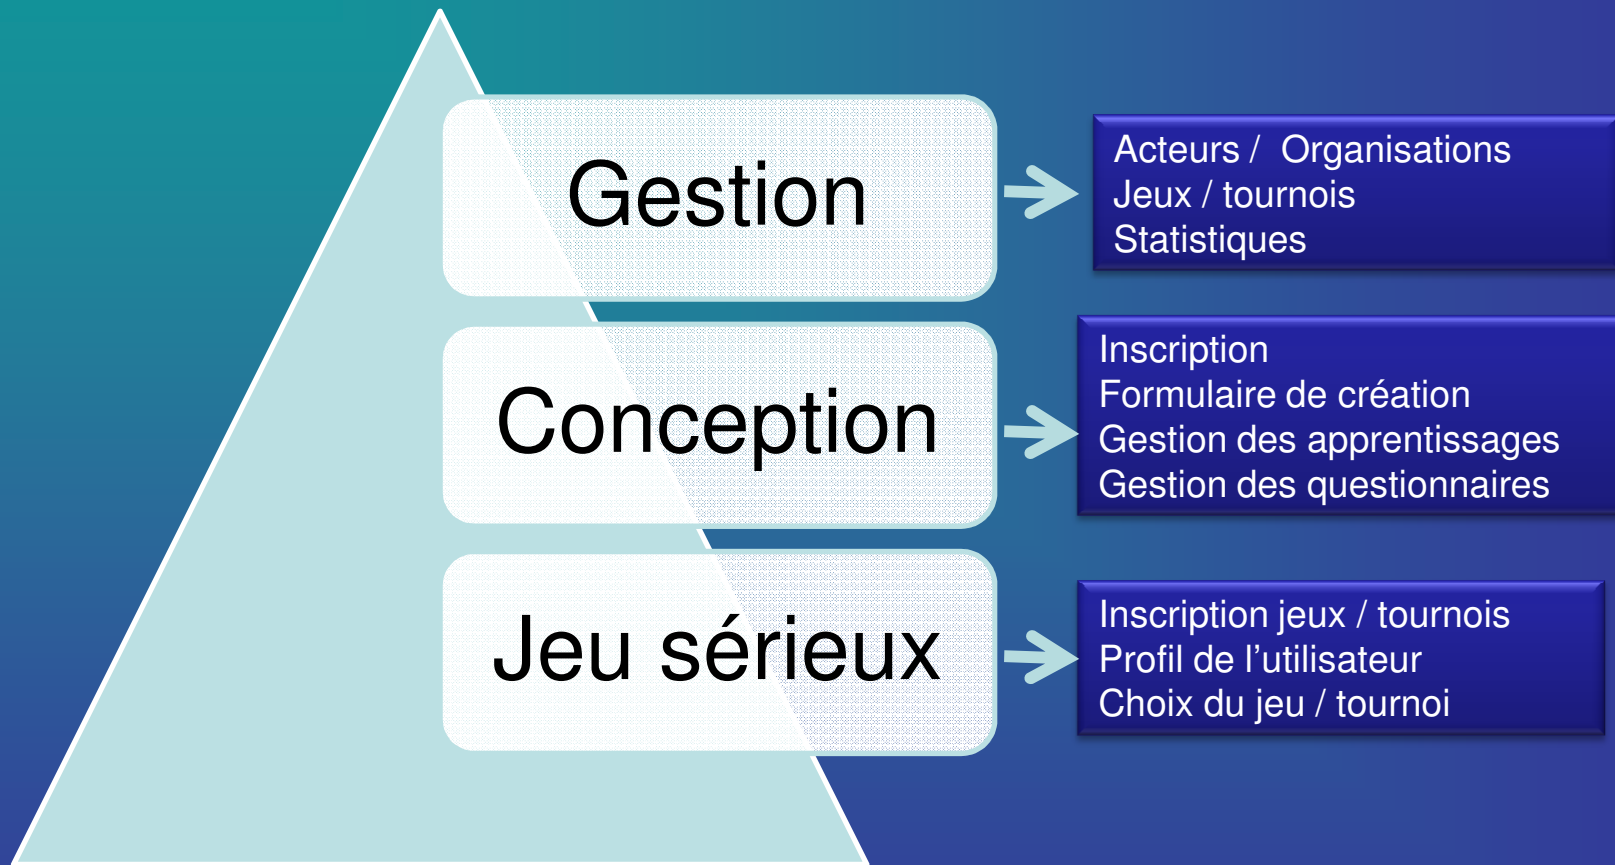 Gestion
Acteurs /  Organisations
Jeux / tournois
Statistiques
Conception
Inscription
Formulaire de création
Gestion des apprentissages
Gestion des questionnaires
Jeu sérieux
Inscription jeux / tournois
Profil de l’utilisateur
Choix du jeu / tournoi